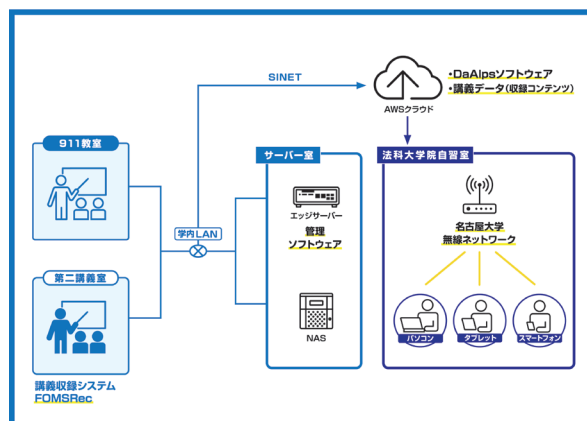 SINET
・DaAlpsソフトウェア
・講義データ(収録コンテンツ)
AWSクラウド
911教室
サーバー室
法科大学院自習室
エッジサーバー
管理
ソフトウェア
名古屋大学
無線ネットワーク
学内LAN
第二講義室
NAS
パソコン
タブレット
スマートフォン
講義収録システム
FOMSRec